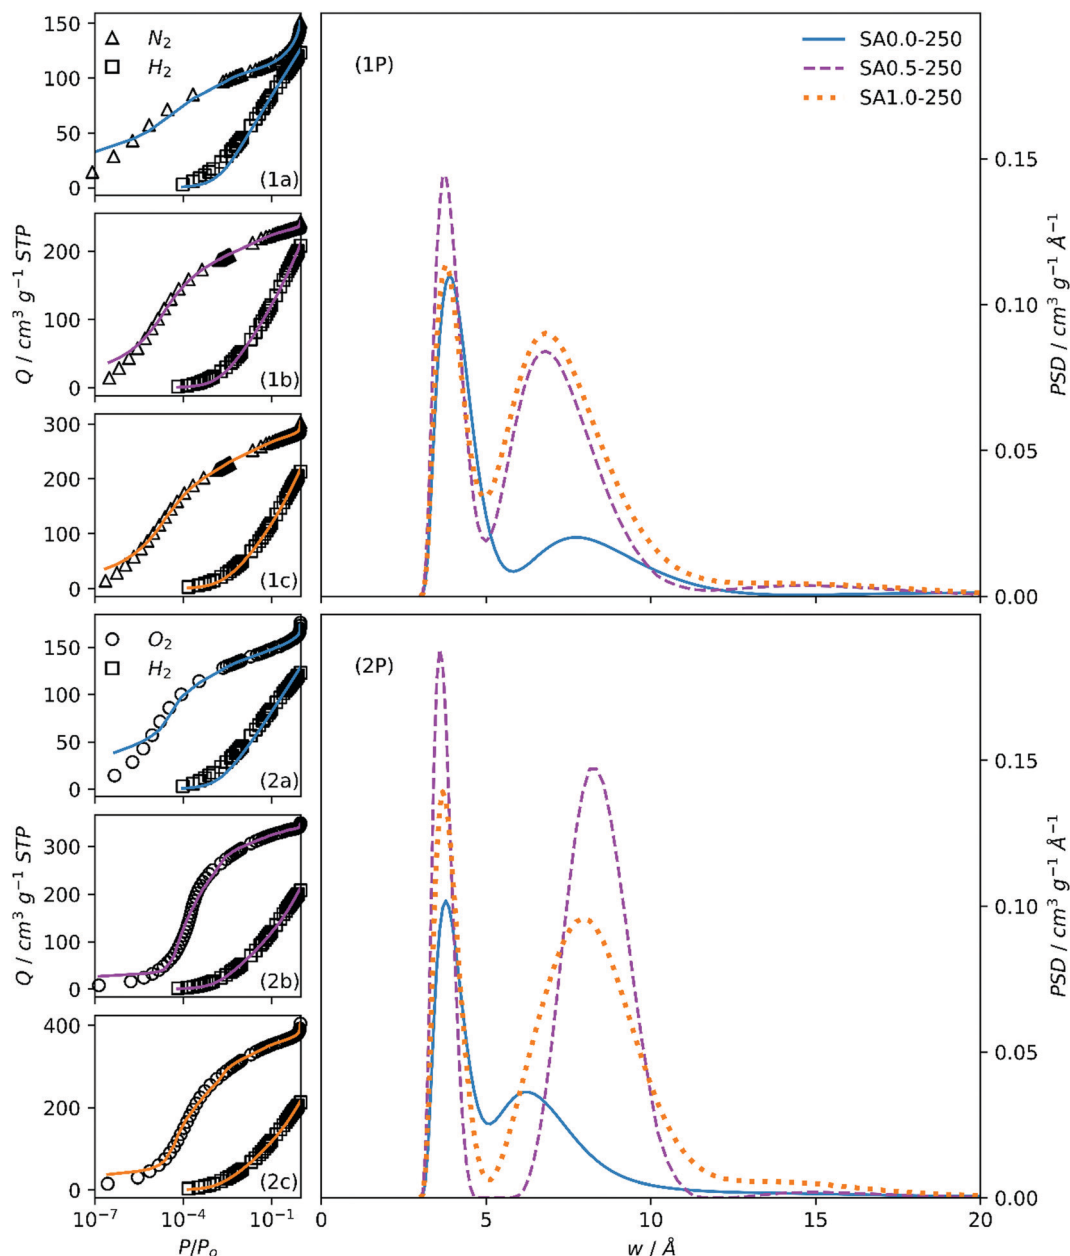 150
100
50
0
N₂
H₂
(1a)
200
100
0
(1b)
300
200
100
0
(1c)
Q / cm³ g⁻¹ STP
(1P)
SA0.0-250
SA0.5-250
SA1.0-250
0.15
0.10
0.05
0.00
PSD / cm³ g⁻¹ Å⁻¹
5
10
15
20
150
100
50
0
O₂
H₂
(2a)
300
200
100
0
(2b)
400
200
0
(2c)
Q / cm³ g⁻¹ STP
10⁻⁷
10⁻⁴
10⁻¹
P/Pₒ
(2P)
0.15
0.10
0.05
0.00
PSD / cm³ g⁻¹ Å⁻¹
0
5
10
15
20
w / Å